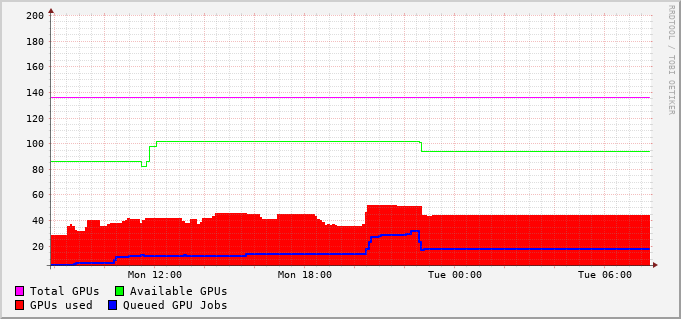 200
180
160
140
120
100
80
60
40
20
Mon 12:00 Mon 18:00 Tue 00:00 Tue 06:00
Total GPUs Available GPUs
GPUs used Queued GPU Jobs
RRDTOOL / TOBI OETIKER